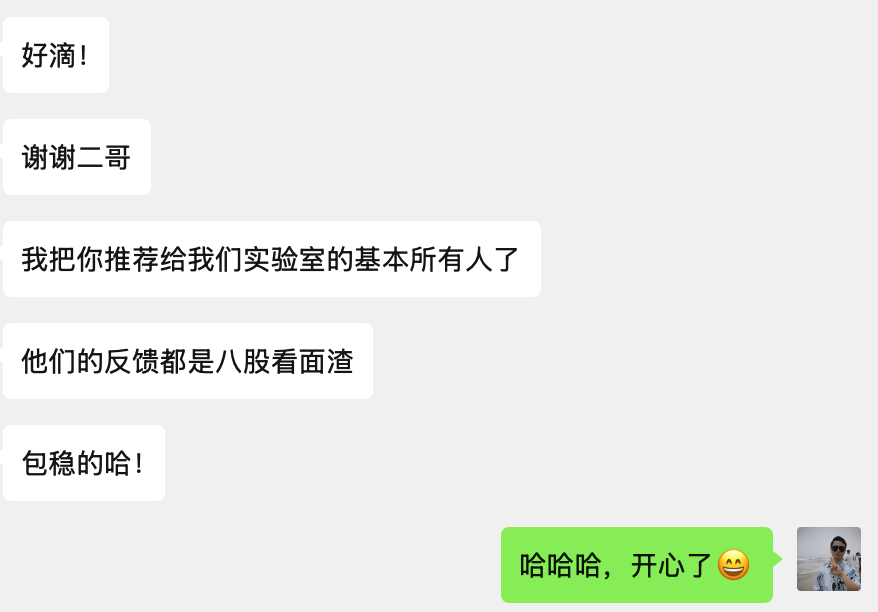 好滴！
谢谢二哥
我把你推荐给我们实验室的基本所有人了
他们的反馈都是八股看面渣
包稳的哈！
哈哈哈，开心了😄